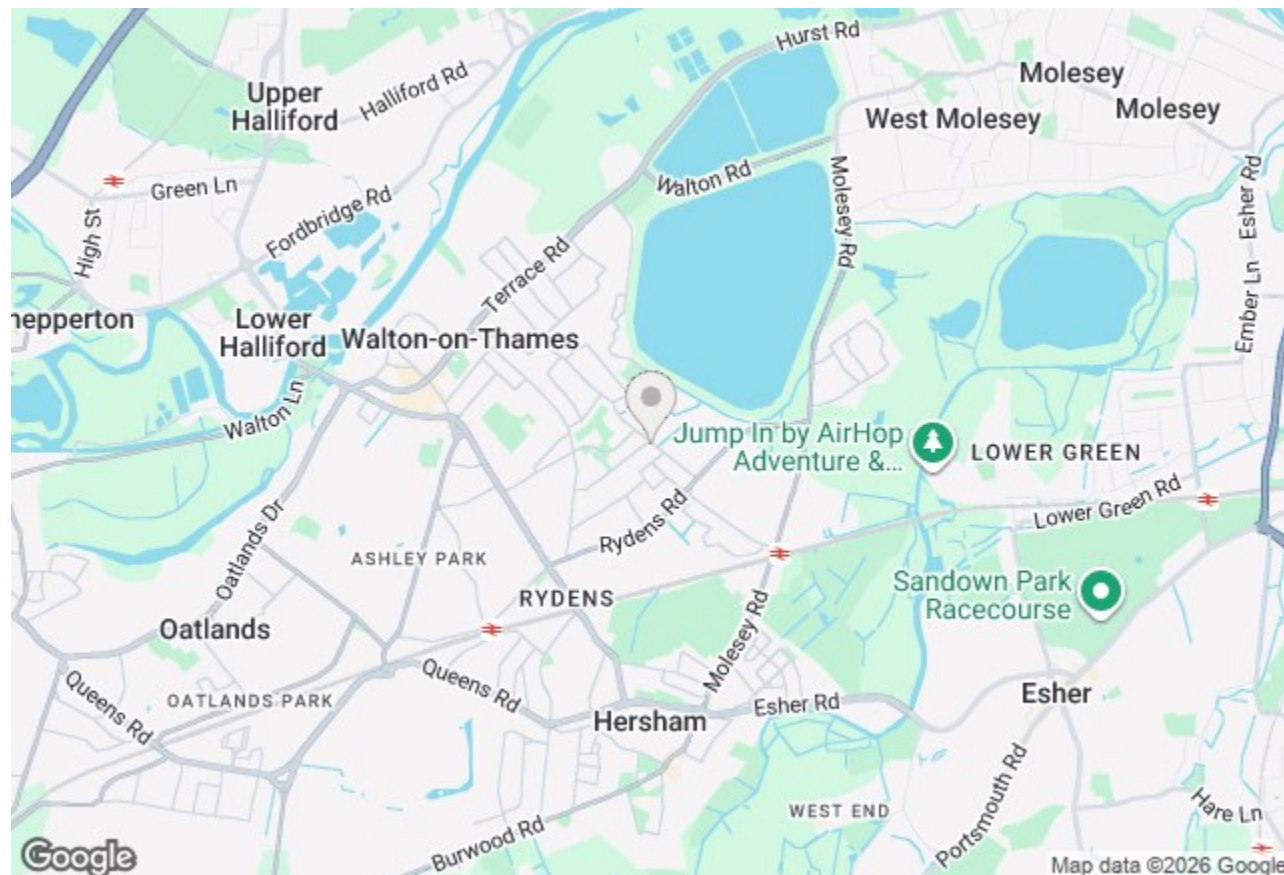 Hurst Rd
Molesey
Molesey
West Molesey
Upper
Halliford
Halliford Rd
Green Ln
High St
Fordbridge Rd
Walton Rd
Molesey Rd
Esher Rd
Ember Ln
Terrace Rd
hepperton
Lower
Halliford
Walton-on-Thames
Walton Ln
Jump In by AirHop
Adventure &...
LOWER GREEN
Lower Green Rd
Rydens Rd
Oatlands Dr
ASHLEY PARK
RYDENS
Sandown Park
Racecourse
Oatlands
Molesey Rd
Queens Rd
Queens Rd
OATLANDS PARK
Hersham
Esher Rd
Esher
Portsmouth Rd
WEST END
Hare Ln
Burwood Rd
Google
Map data ©2026 Google